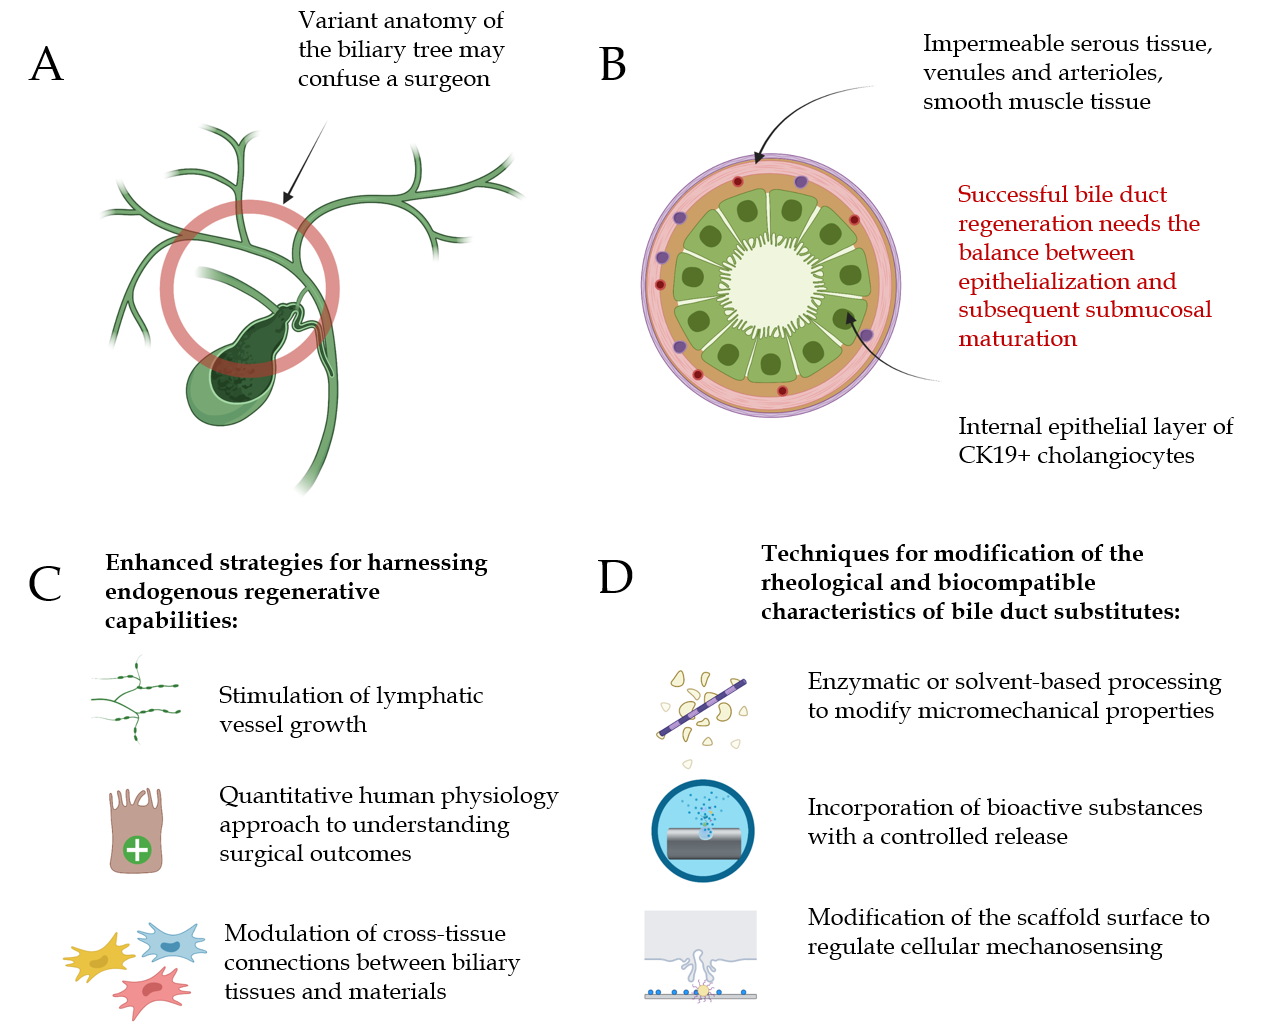 A
Variant anatomy of
the biliary tree may
confuse a surgeon
B
Impermeable serous tissue,
venules and arterioles,
smooth muscle tissue
Successful bile duct
regeneration needs the
balance between
epithelialization and
subsequent submucosal
maturation
Internal epithelial layer of
CK19+ cholangiocytes
C
Enhanced strategies for harnessing
endogenous regenerative
capabilities:
Stimulation of lymphatic
vessel growth
Quantitative human physiology
approach to understanding
surgical outcomes
Modulation of cross-tissue
connections between biliary
tissues and materials
D
Techniques for modification of the
rheological and biocompatible
characteristics of bile duct substitutes:
Enzymatic or solvent-based processing
to modify micromechanical properties
Incorporation of bioactive substances
with a controlled release
Modification of the scaffold surface to
regulate cellular mechanosensing